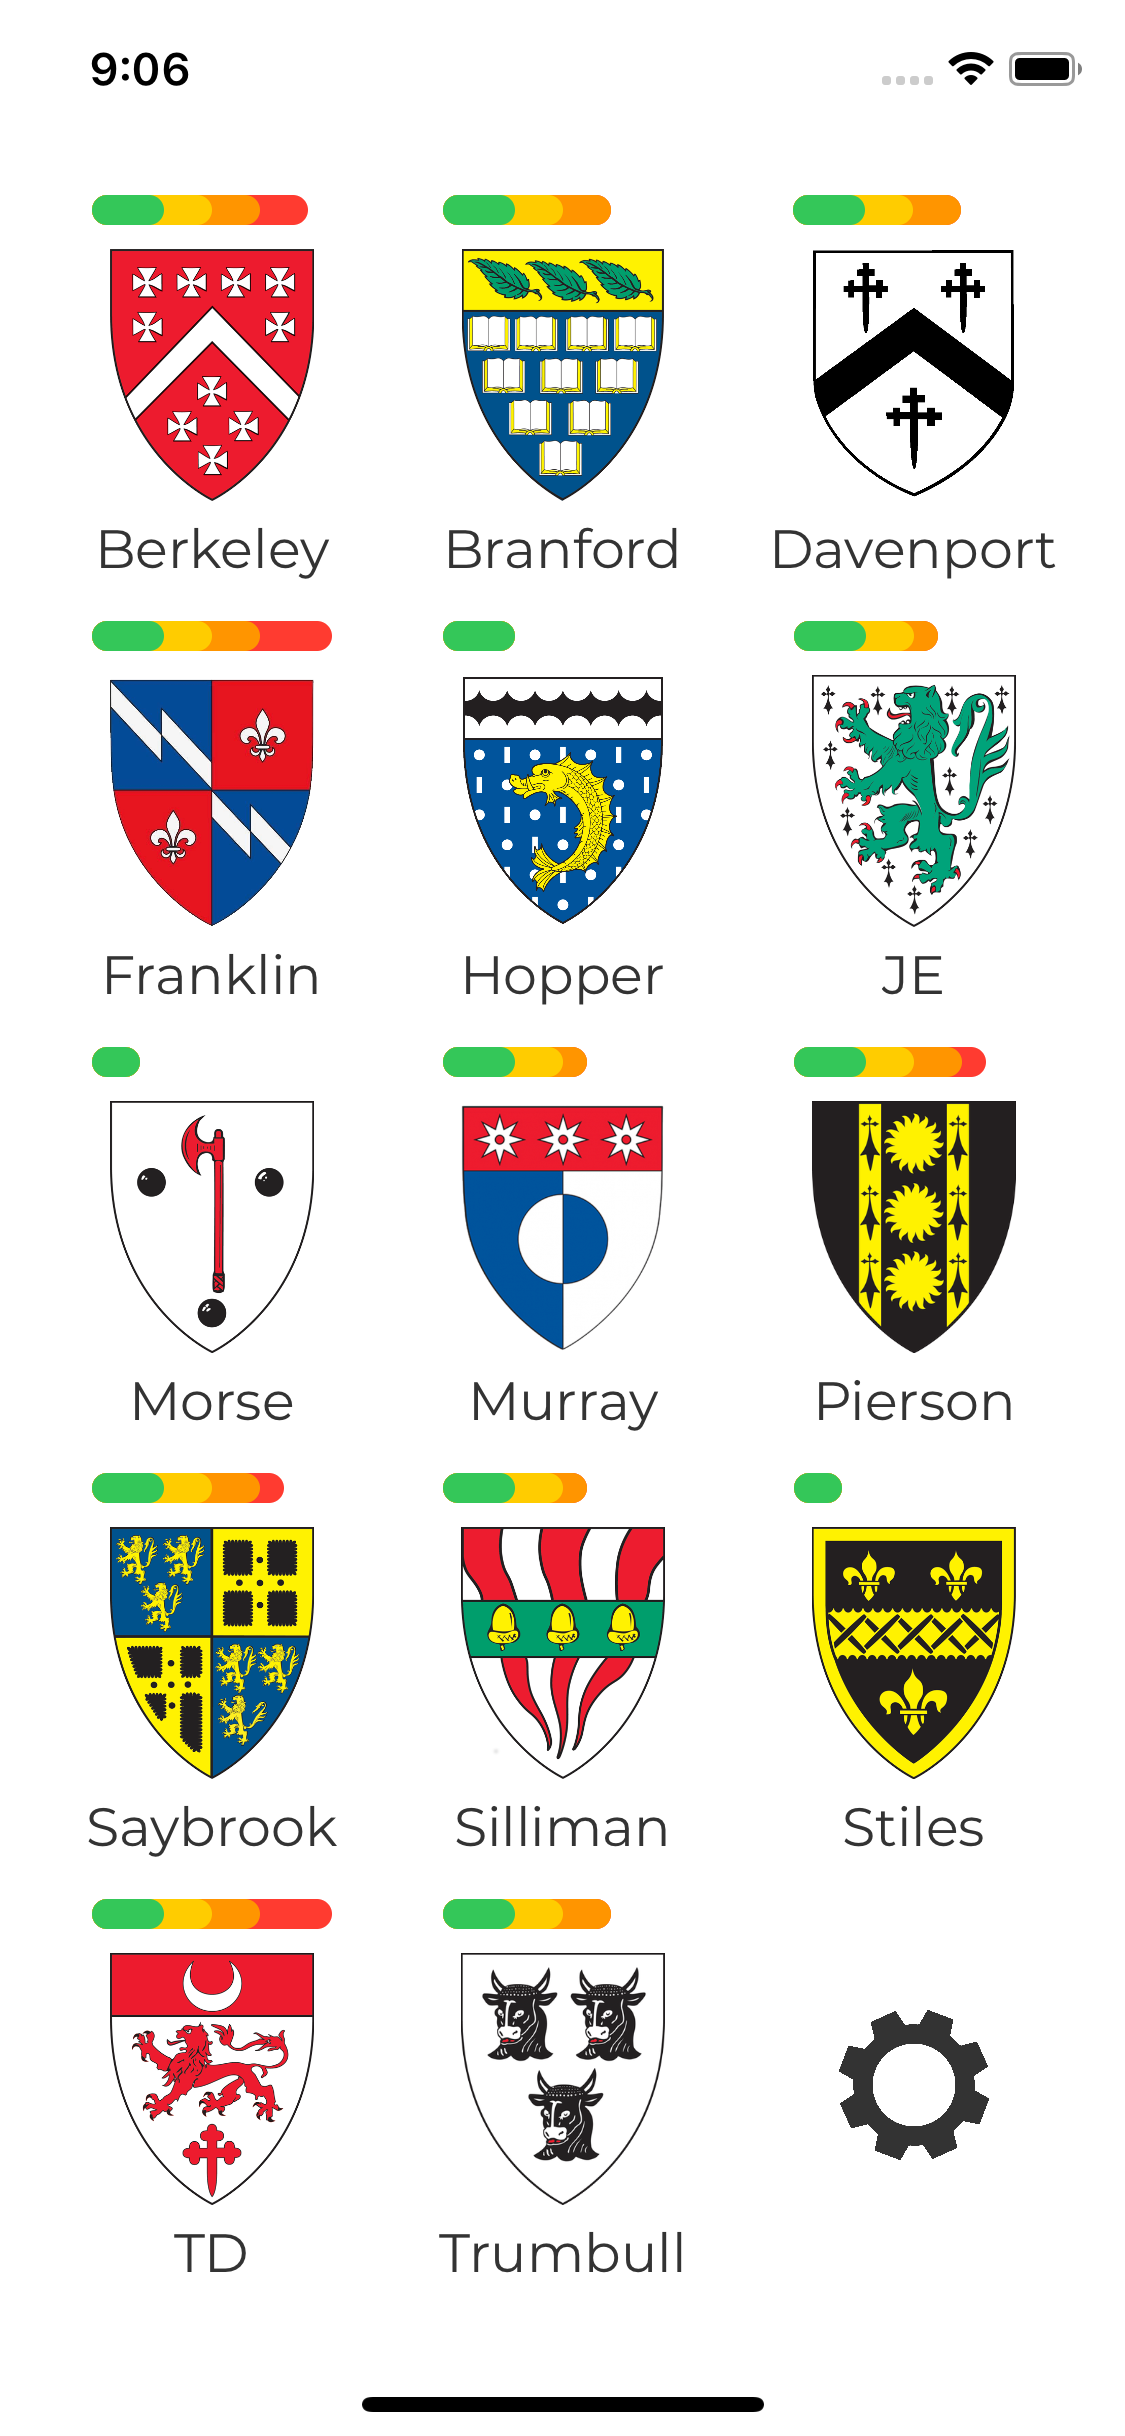 9:06
Berkeley
Branford
Davenport
Franklin
Hopper
JE
Morse
Murray
Pierson
Saybrook
Silliman
Stiles
TD
Trumbull